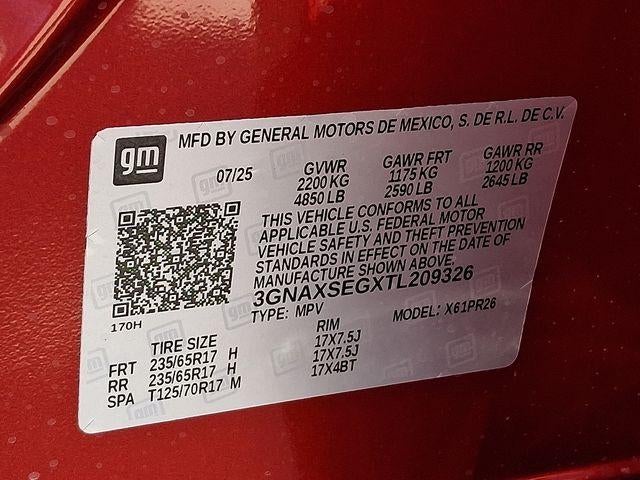 gm
MFD BY GENERAL MOTORS DE MEXICO, S. DE R.L. DE C.V.
07/25 GVWR GAWR FRT GAWR RR
2200 KG 1175 KG 1200 KG
4850 LB 2590 LB 2645 LB
THIS VEHICLE CONFORMS TO ALL
APPLICABLE U.S. FEDERAL MOTOR
VEHICLE SAFETY AND THEFT PREVENTION
STANDARDS IN EFFECT ON THE DATE OF
MANUFACTURE SHOWN ABOVE.
3GNAXSEGXTL209326
170H
TYPE: MPV MODEL: X61PR26
TIRE SIZE RIM
FRT 235/65R17 H 17X7.5J
RR 235/65R17 H 17X7.5J
SPA T125/70R17 M 17X4BT